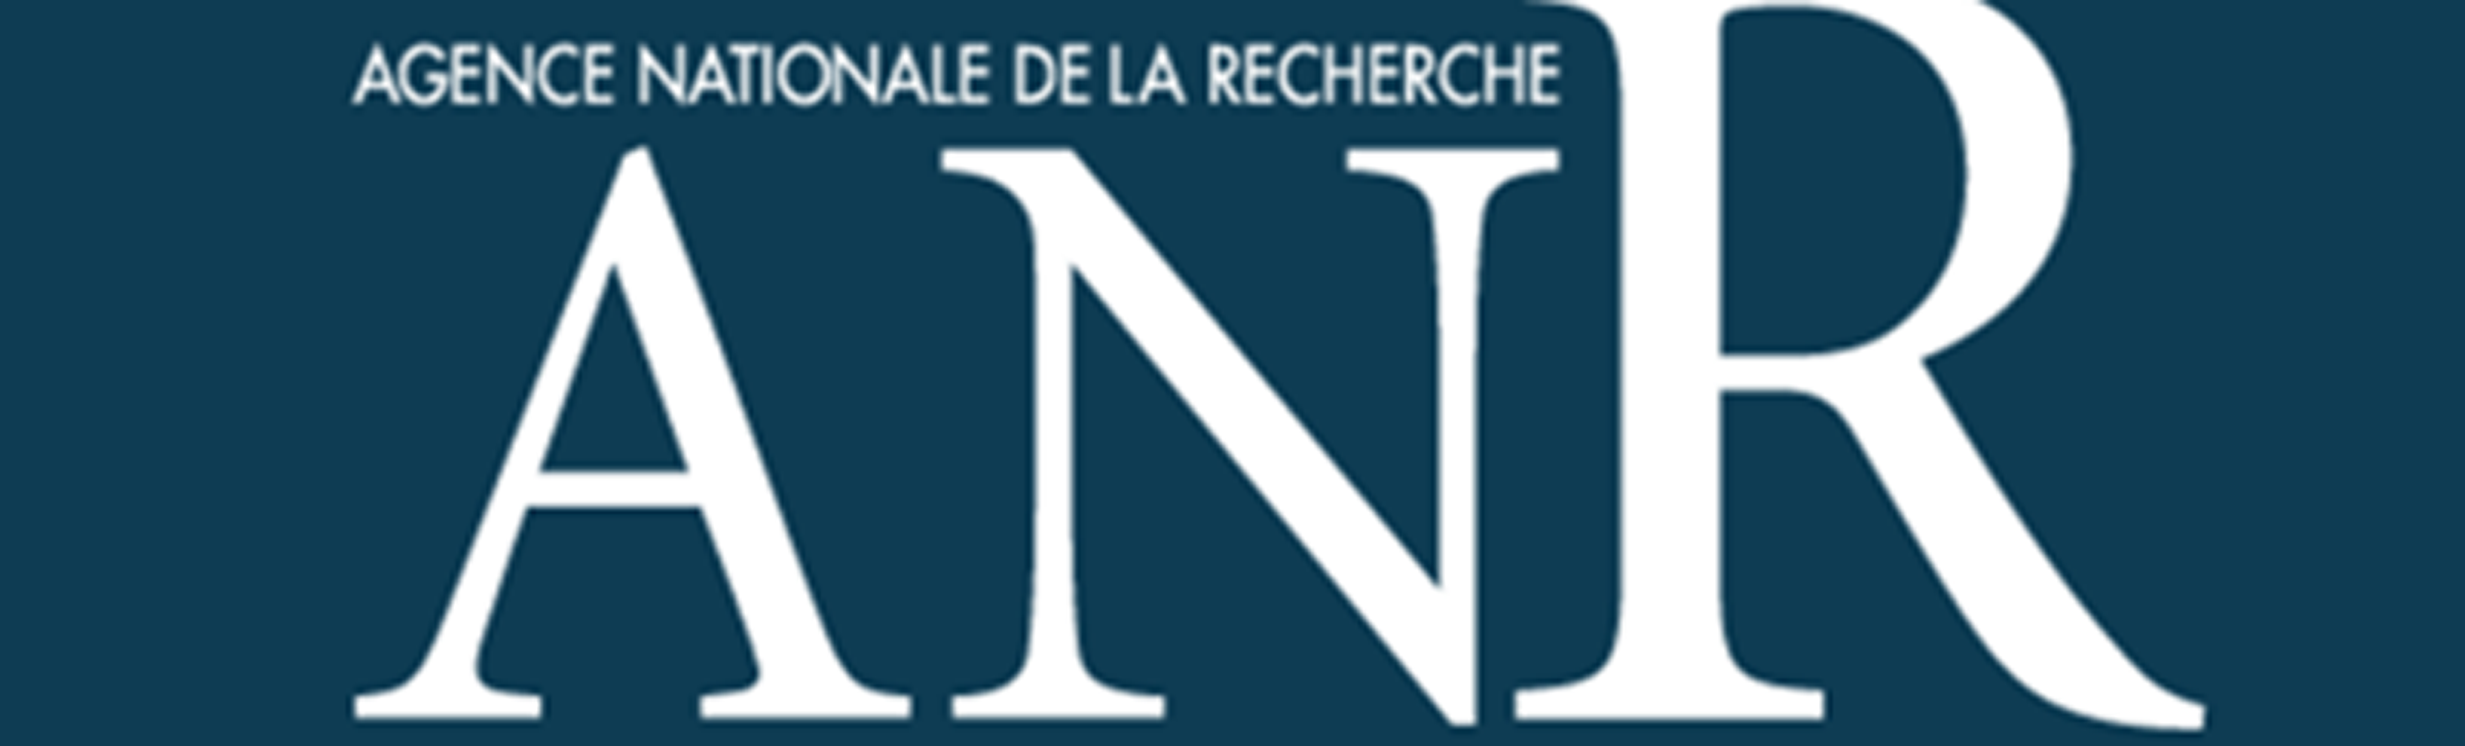 AGENCE NATIONALE DE LA RECHERCHE
ANR